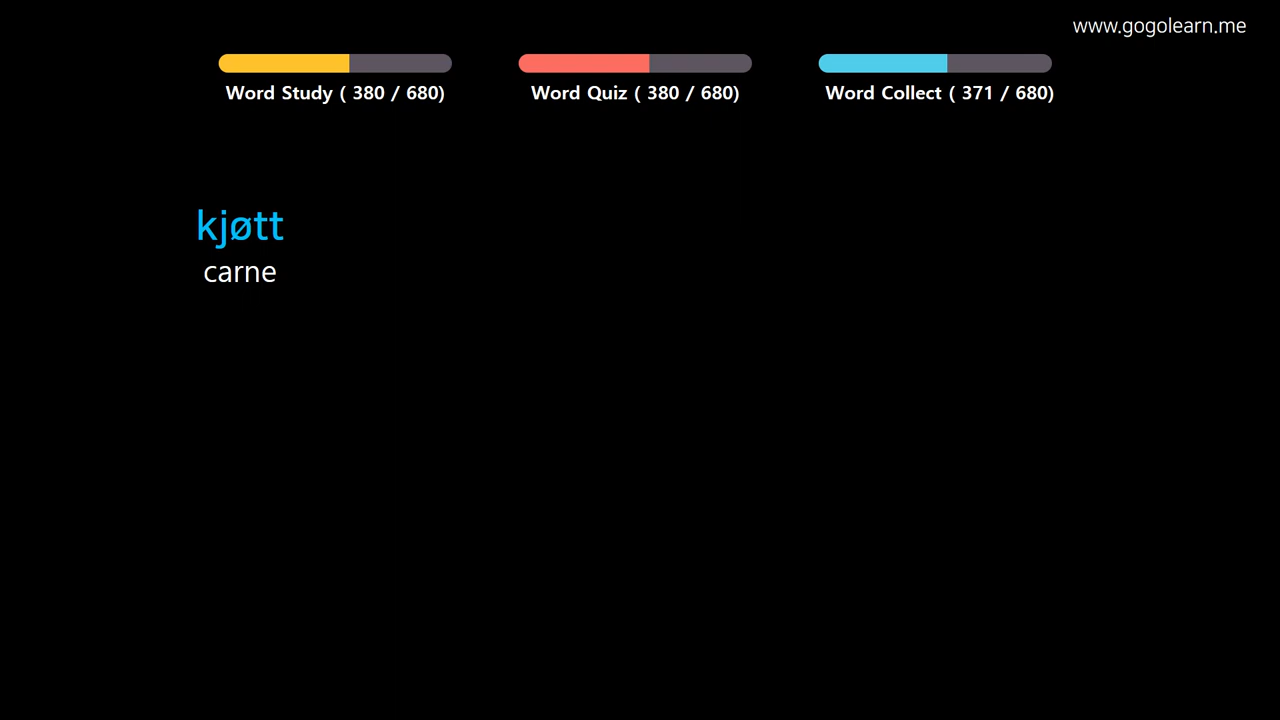 www.gogolearn.me
Word Study ( 380 / 680)
Word Quiz ( 380 / 680)
Word Collect ( 371 / 680)
kjøtt
carne